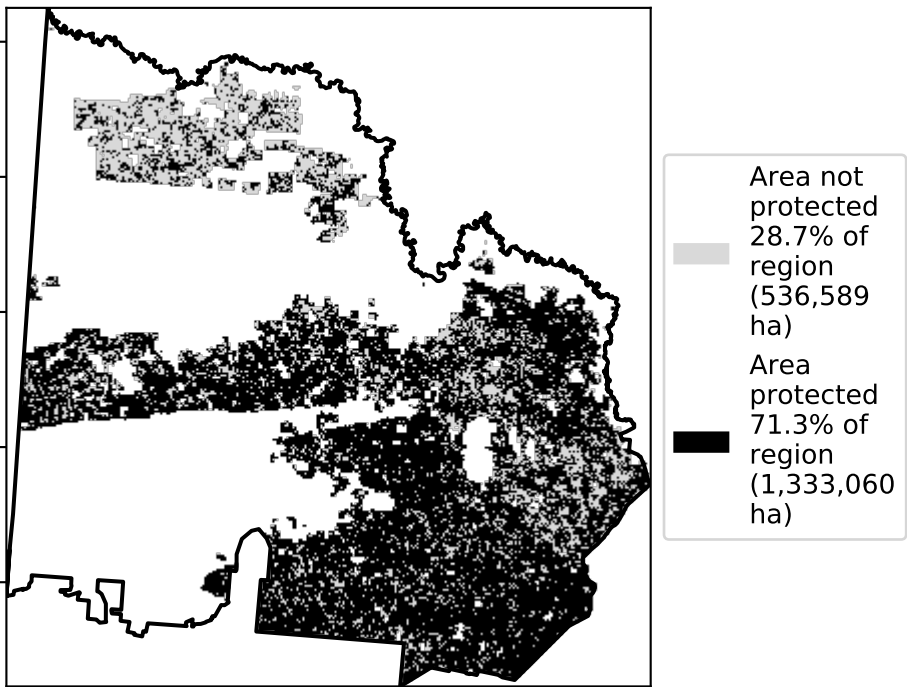 Area not
protected
28.7% of
region
(536,589
ha)
Area
protected
71.3% of
region
(1,333,060
ha)